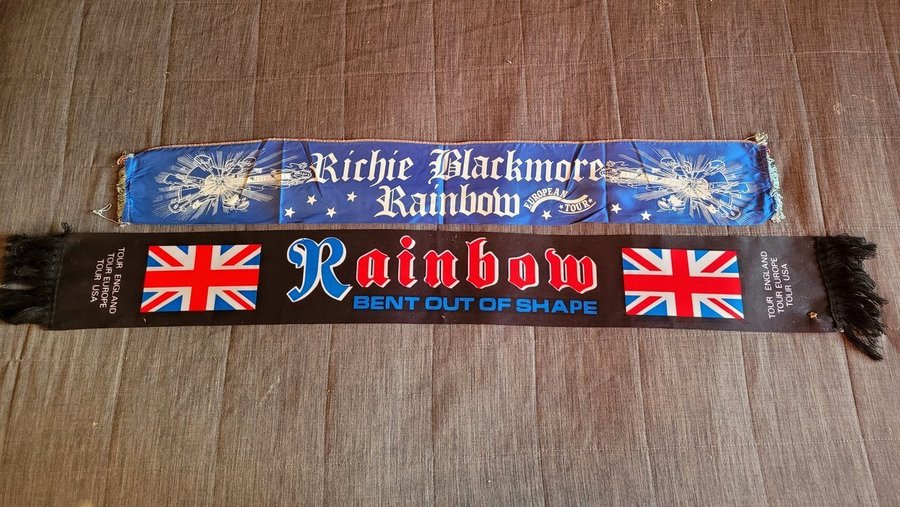 Richie Blackmore
Rainbow EUROPEAN
TOUR
TOUR ENGLAND
TOUR EUROPE
TOUR USA
Rainbow
BENT OUT OF SHAPE
TOUR ENGLAND
TOUR EUROPE
TOUR USA